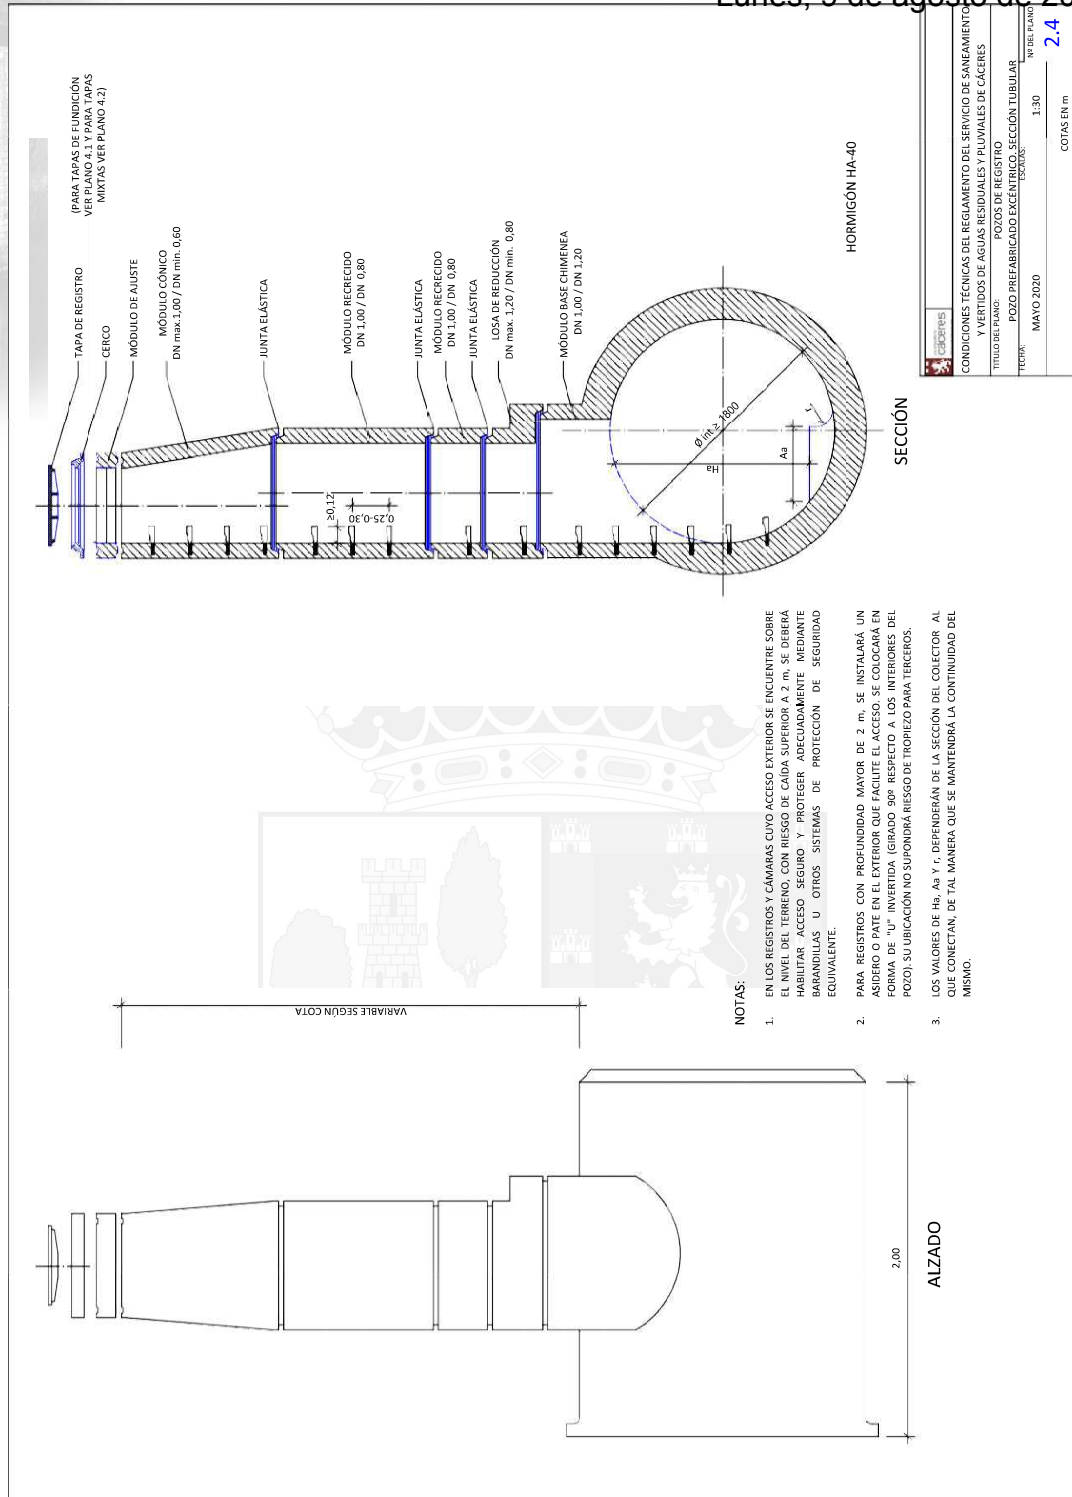 Lunes, 9 de agosto de 20
(PARA TAPAS DE FUNDICIÓN
VER PLANO 4.1 Y PARA TAPAS
MIXTAS VER PLANO 4.2)
TAPA DE REGISTRO
CERCO
MÓDULO DE AJUSTE
MÓDULO CÓNICO
DN max.1,00 / DN min. 0,60
JUNTA ELÁSTICA
MÓDULO RECRECIDO
DN 1,00 / DN 0,80
JUNTA ELÁSTICA
MÓDULO RECRECIDO
DN 1,00 / DN 0,80
JUNTA ELÁSTICA
LOSA DE REDUCCIÓN
DN max. 1,20 / DN min. 0,80
MÓDULO BASE CHIMENEA
DN 1,00 / DN 1,20
HORMIGÓN HA-40
≥0,12
0,25-0,30
Ø int ≥ 1800
Ha
Aa
r
SECCIÓN
NOTAS:
1. EN LOS REGISTROS Y CÁMARAS CUYO ACCESO EXTERIOR SE ENCUENTRE SOBRE
EL NIVEL DEL TERRENO, CON RIESGO DE CAÍDA SUPERIOR A 2 m, SE DEBERÁ
HABILITAR ACCESO SEGURO Y PROTEGER ADECUADAMENTE MEDIANTE
BARANDILLAS U OTROS SISTEMAS DE PROTECCIÓN DE SEGURIDAD
EQUIVALENTE.
2. PARA REGISTROS CON PROFUNDIDAD MAYOR DE 2 m, SE INSTALARÁ UN
ASIDERO O PATE EN EL EXTERIOR QUE FACILITE EL ACCESO. SE COLOCARÁ EN
FORMA DE "U" INVERTIDA (GIRADO 90º RESPECTO A LOS INTERIORES DEL
POZO). SU UBICACIÓN NO SUPONDRÁ RIESGO DE TROPIEZO PARA TERCEROS.
3. LOS VALORES DE Ha, Aa Y r, DEPENDERÁN DE LA SECCIÓN DEL COLECTOR AL
QUE CONECTAN, DE TAL MANERA QUE SE MANTENDRÁ LA CONTINUIDAD DEL
MISMO.
VARIABLE SEGÚN COTA
2,00
ALZADO
cáceres
CONDICIONES TÉCNICAS DEL REGLAMENTO DEL SERVICIO DE SANEAMIENTO
Y VERTIDOS DE AGUAS RESIDUALES Y PLUVIALES DE CÁCERES
TITULO DEL PLANO:
POZOS DE REGISTRO
POZO PREFABRICADO EXCÉNTRICO. SECCIÓN TUBULAR
FECHA:
MAYO 2020
ESCALAS:
1:30
Nº DEL PLANO
2.4
COTAS EN m